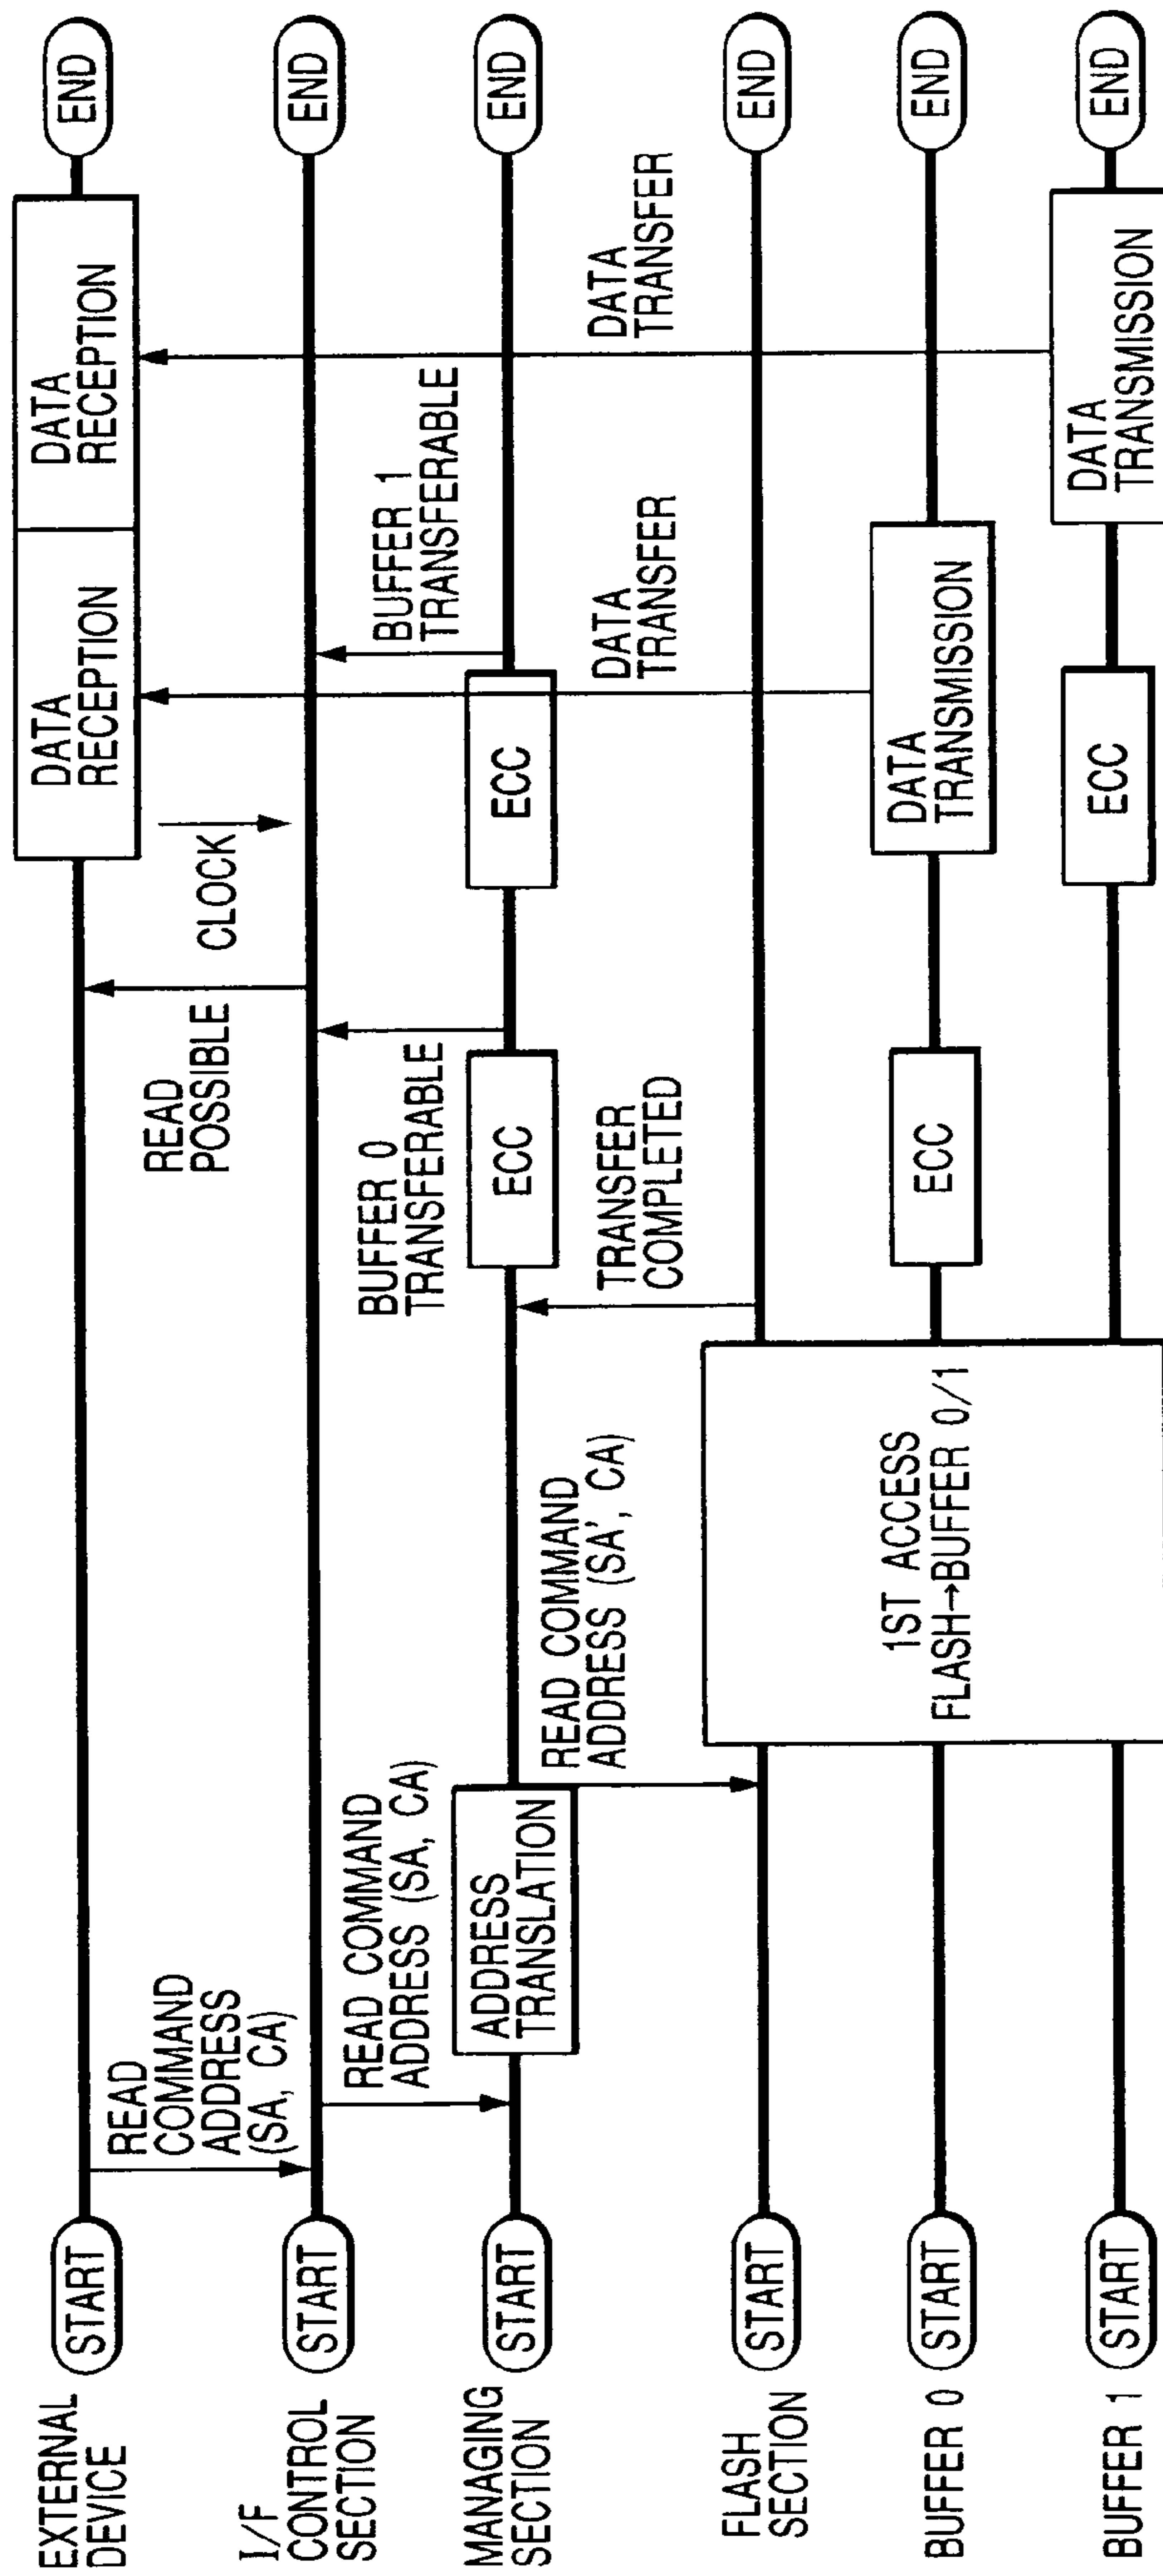 EXTERNAL
DEVICE
START
READ
COMMAND
ADDRESS
(SA, CA)
READ
POSSIBLE
CLOCK
DATA
RECEPTION
DATA
RECEPTION
END
I/F
CONTROL
SECTION
START
READ COMMAND
ADDRESS (SA, CA)
BUFFER 0
TRANSFERABLE
BUFFER 1
TRANSFERABLE
END
MANAGING
SECTION
START
ADDRESS
TRANSLATION
READ COMMAND
ADDRESS (SA', CA)
ECC
TRANSFER
COMPLETED
ECC
DATA
TRANSFER
DATA
TRANSFER
END
FLASH
SECTION
START
1ST ACCESS
FLASH→BUFFER 0/1
END
BUFFER 0
START
ECC
DATA
TRANSMISSION
END
BUFFER 1
START
ECC
DATA
TRANSMISSION
END